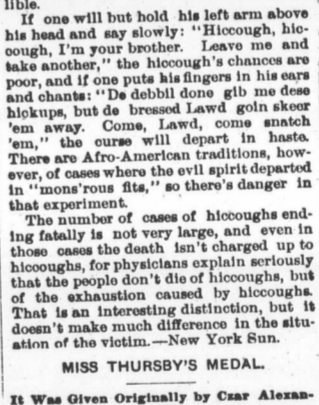 lible.
If one will but hold his left arm above
his head and say slowly: "Hiccough, hic-
cough, I'm your brother. Leave me and
take another," the hiccough's chances are
poor, and if one puts his fingers in his ears
and chants: "De debbil done gib me dese
hickups, but de bressed Lawd goin skeer
'em away. Come, Lawd, come snatch
'em," the curse will depart in haste.
There are Afro-American traditions, how-
ever, of cases where the evil spirit departed
in "mons'rous fits," so there's danger in
that experiment.
The number of cases of hiccoughs end-
ing fatally is not very large, and even in
those cases the death isn't charged up to
hiccoughs, for physicians explain seriously
that the people don't die of hiccoughs, but
of the exhaustion caused by hiccoughs.
That is an interesting distinction, but it
doesn't make much difference in the situ-
ation of the victim.—New York Sun.
MISS THURSBY'S MEDAL.
It Was Given Originally by Czar Alexan-